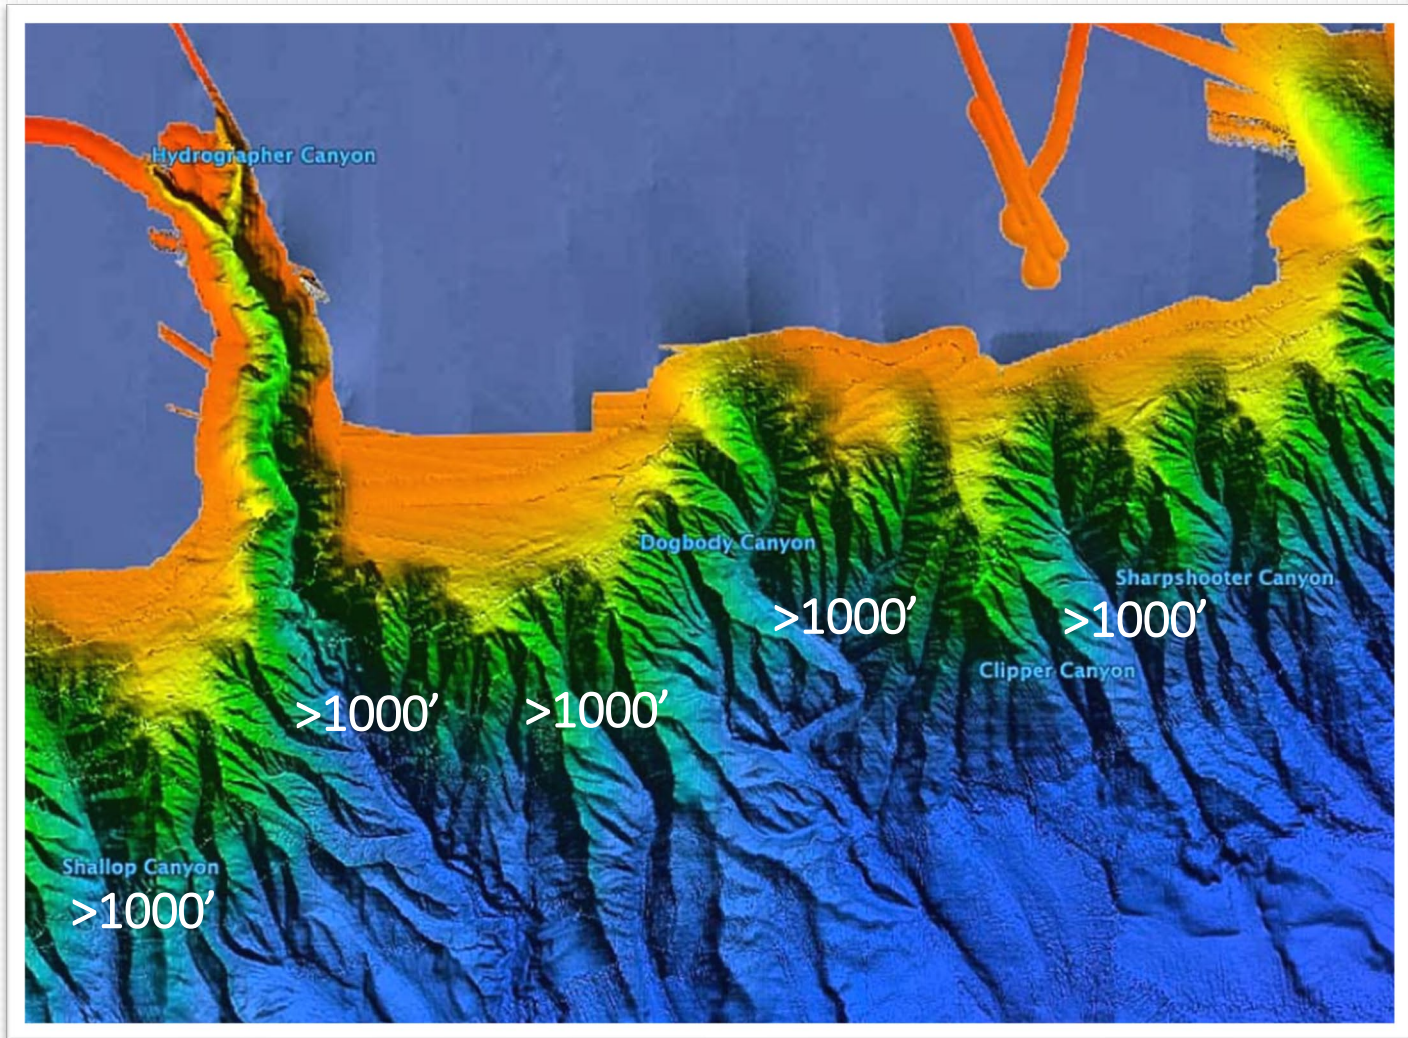 Hydrographer Canyon
Dogbody Canyon
Sharpshooter Canyon
>1000’
>1000’
Clipper Canyon
>1000’
>1000’
Shallop Canyon
>1000’